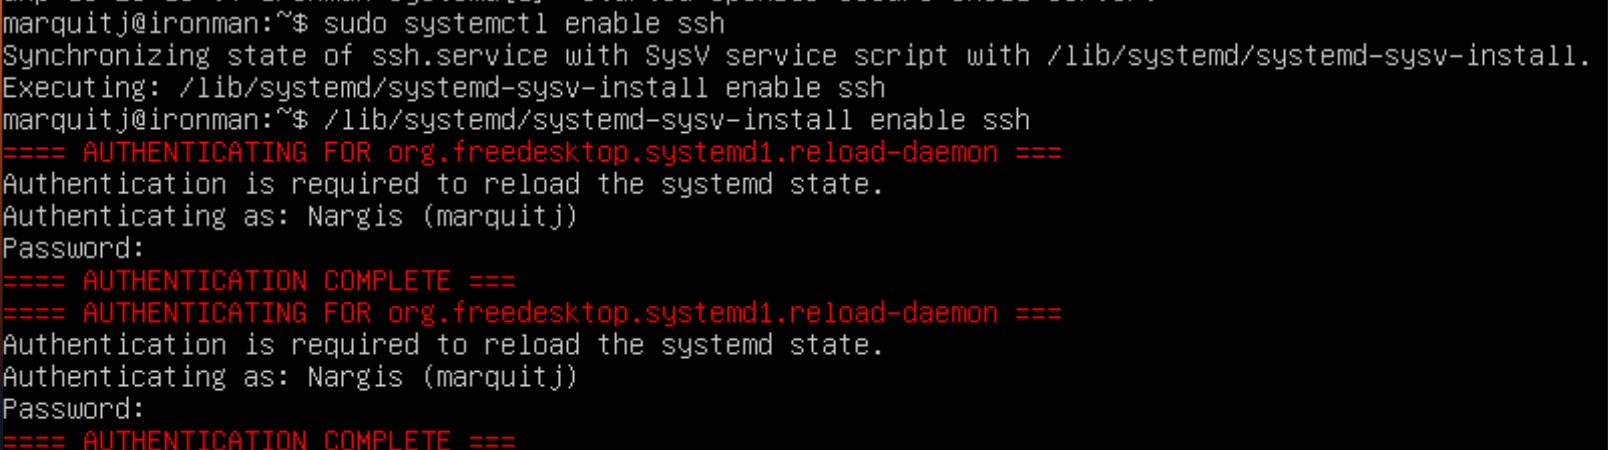 marquitj@ironman:~$ sudo systemctl enable ssh
Synchronizing state of ssh.service with SysV service script with /lib/systemd/systemd-sysv-install.
Executing: /lib/systemd/systemd-sysv-install enable ssh
marquitj@ironman:~$ /lib/systemd/systemd-sysv-install enable ssh
==== AUTHENTICATING FOR org.freedesktop.systemd1.reload-daemon ===
Authentication is required to reload the systemd state.
Authenticating as: Nargis (marquitj)
Password:
==== AUTHENTICATION COMPLETE ===
==== AUTHENTICATING FOR org.freedesktop.systemd1.reload-daemon ===
Authentication is required to reload the systemd state.
Authenticating as: Nargis (marquitj)
Password:
==== AUTHENTICATION COMPLETE ===